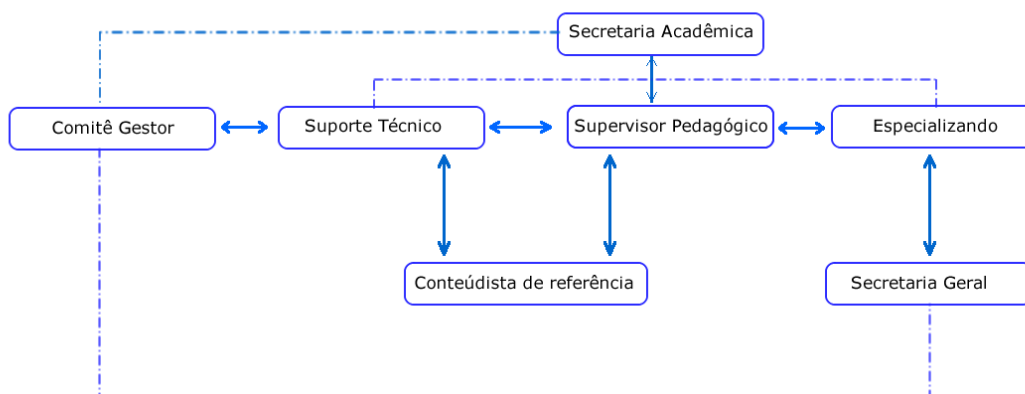 Secretaria Acadêmica
Comitê Gestor
Suporte Técnico
Supervisor Pedagógico
Especializando
Conteúdista de referência
Secretaria Geral